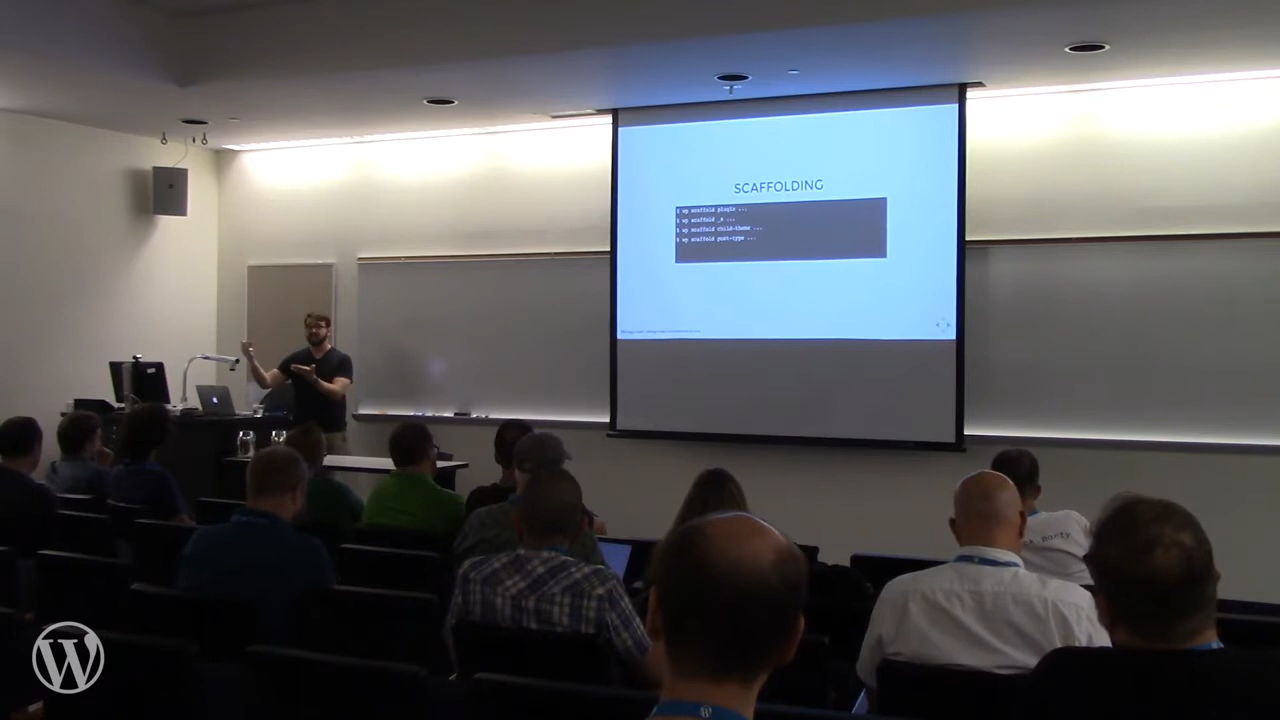 SCAFFOLDING
$ wp scaffold plugin ...
$ wp scaffold _s ...
$ wp scaffold child-theme ...
$ wp scaffold post-type ...